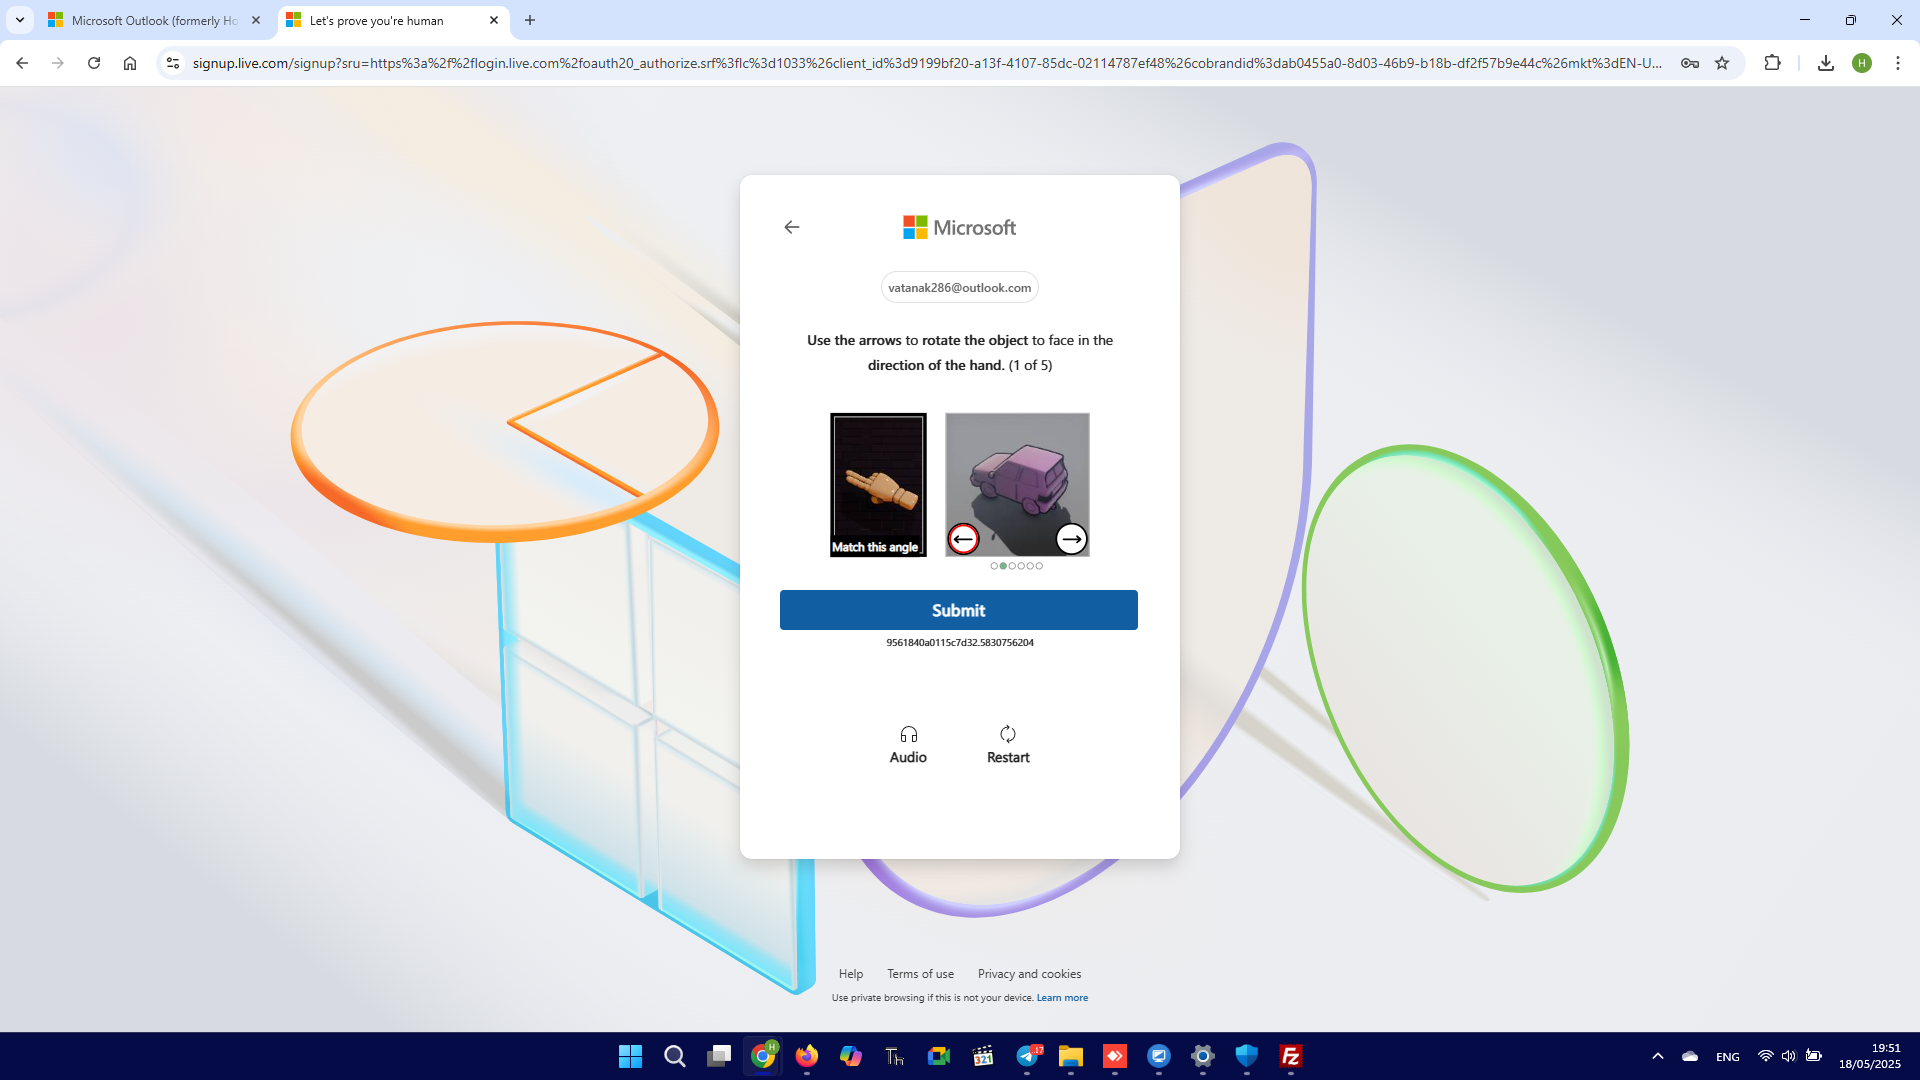 Microsoft Outlook (formerly Ho
Let's prove you're human
signup.live.com/signup?sru=https%3a%2f%2flogin.live.com%2foauth20_authorize.srf%3flc%3d1033%26client_id%3d9199bf20-a13f-4107-85dc-02114787ef48%26cobrandid%3dab0455a0-8d03-46b9-b18b-df2f57b9e44c%26mkt%3dEN-U...
H
Microsoft
vatanak286@outlook.com
Use the arrows to rotate the object to face in the
direction of the hand. (1 of 5)
Match this angle
Submit
9561840a0115c7d32.5830756204
Audio
Restart
Help
Terms of use
Privacy and cookies
Use private browsing if this is not your device. Learn more
H
Th
321
17
Fz
ENG
19:51
18/05/2025